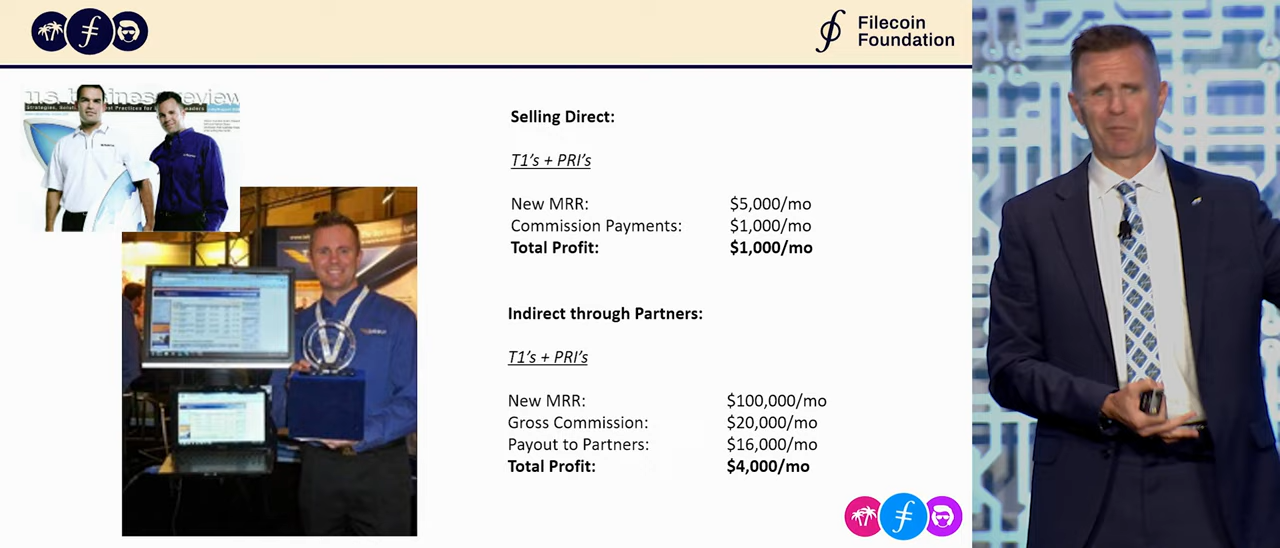 Filecoin
Foundation
u.s. business review
Selling Direct:
T1's + PRI's
New MRR: $5,000/mo
Commission Payments: $1,000/mo
Total Profit: $1,000/mo
Indirect through Partners:
T1's + PRI's
New MRR: $100,000/mo
Gross Commission: $20,000/mo
Payout to Partners: $16,000/mo
Total Profit: $4,000/mo